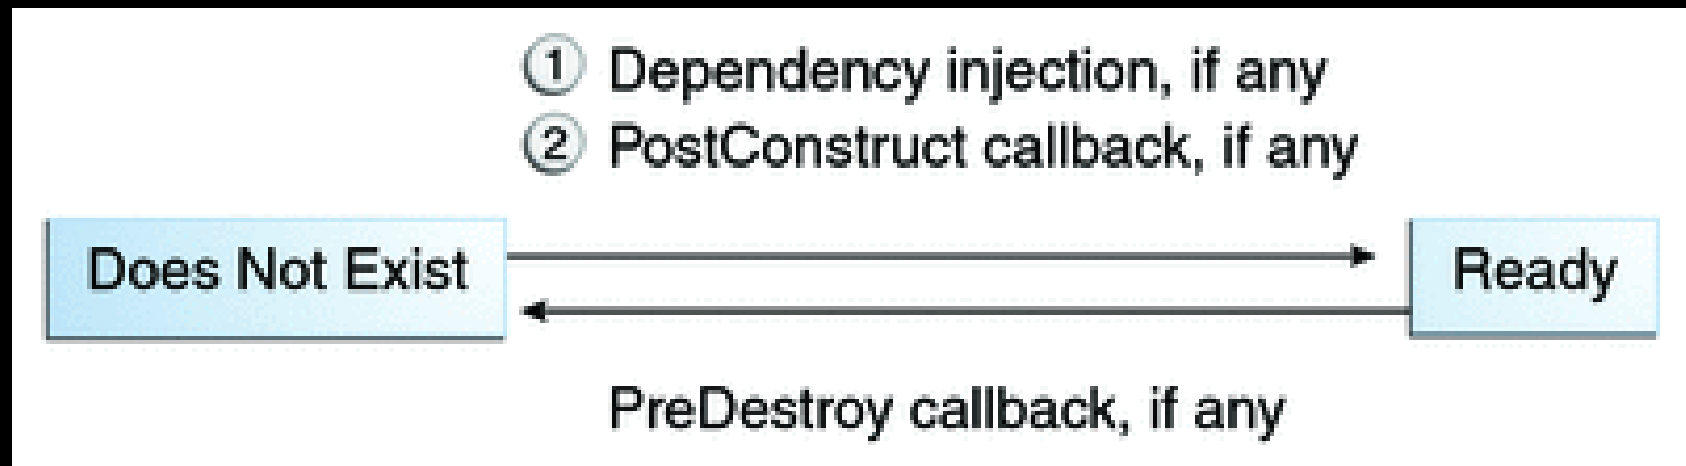 1 Dependency injection, if any
2 PostConstruct callback, if any
Does Not Exist
Ready
PreDestroy callback, if any